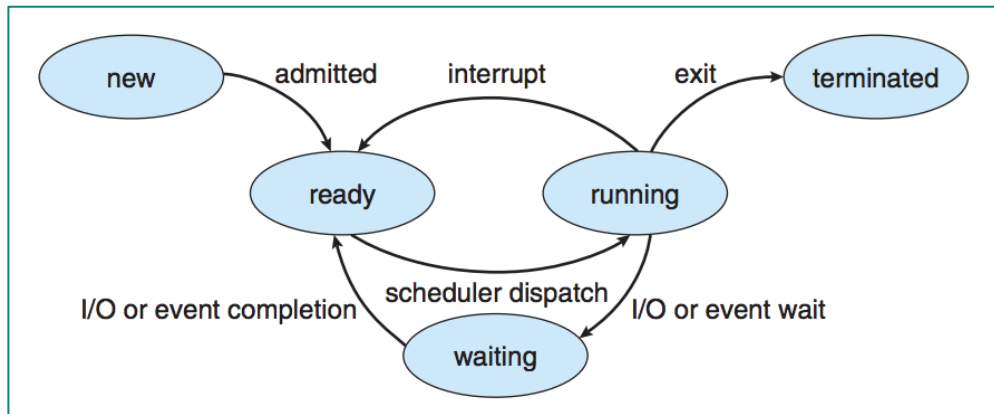 new
admitted
interrupt
exit
terminated
ready
running
I/O or event completion
scheduler dispatch
I/O or event wait
waiting